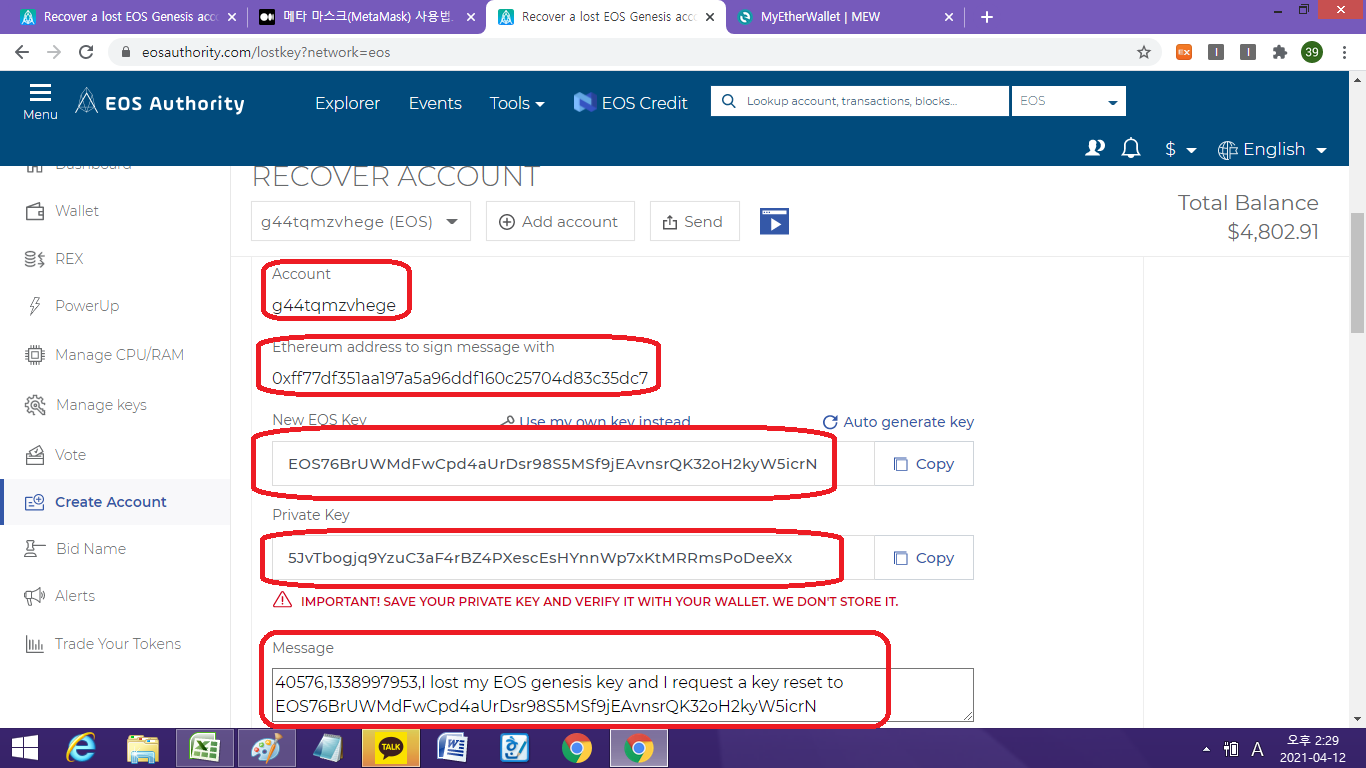 Recover a lost EOS Genesis acc
메타 마스크(MetaMask) 사용법.
Recover a lost EOS Genesis acc
MyEtherWallet | MEW
eosauthority.com/lostkey?network=eos
39
Menu
EOS Authority
Explorer
Events
Tools
EOS Credit
Lookup account, transactions, blocks...
EOS
$
English
Dashboard
Wallet
REX
PowerUp
Manage CPU/RAM
Manage keys
Vote
Create Account
Bid Name
Alerts
Trade Your Tokens
RECOVER ACCOUNT
g44tqmzvhege (EOS)
Add account
Send
Total Balance
$4,802.91
Account
g44tqmzvhege
Ethereum address to sign message with
0xff77df351aa197a5a96ddf160c25704d83c35dc7
New EOS Key
Use my own key instead
Auto generate key
EOS76BrUWMdFwCpd4aUrDsr98S5MSf9jEAvnsrQK32oH2kyW5icrN
Copy
Private Key
5JvTbogjq9YzuC3aF4rBZ4PXescEsHYnnWp7xKtMRRmsPoDeeXx
Copy
IMPORTANT! SAVE YOUR PRIVATE KEY AND VERIFY IT WITH YOUR WALLET. WE DON'T STORE IT.
Message
40576,1338997953,I lost my EOS genesis key and I request a key reset to
EOS76BrUWMdFwCpd4aUrDsr98S5MSf9jEAvnsrQK32oH2kyW5icrN
TALK
A
오후 2:29
2021-04-12